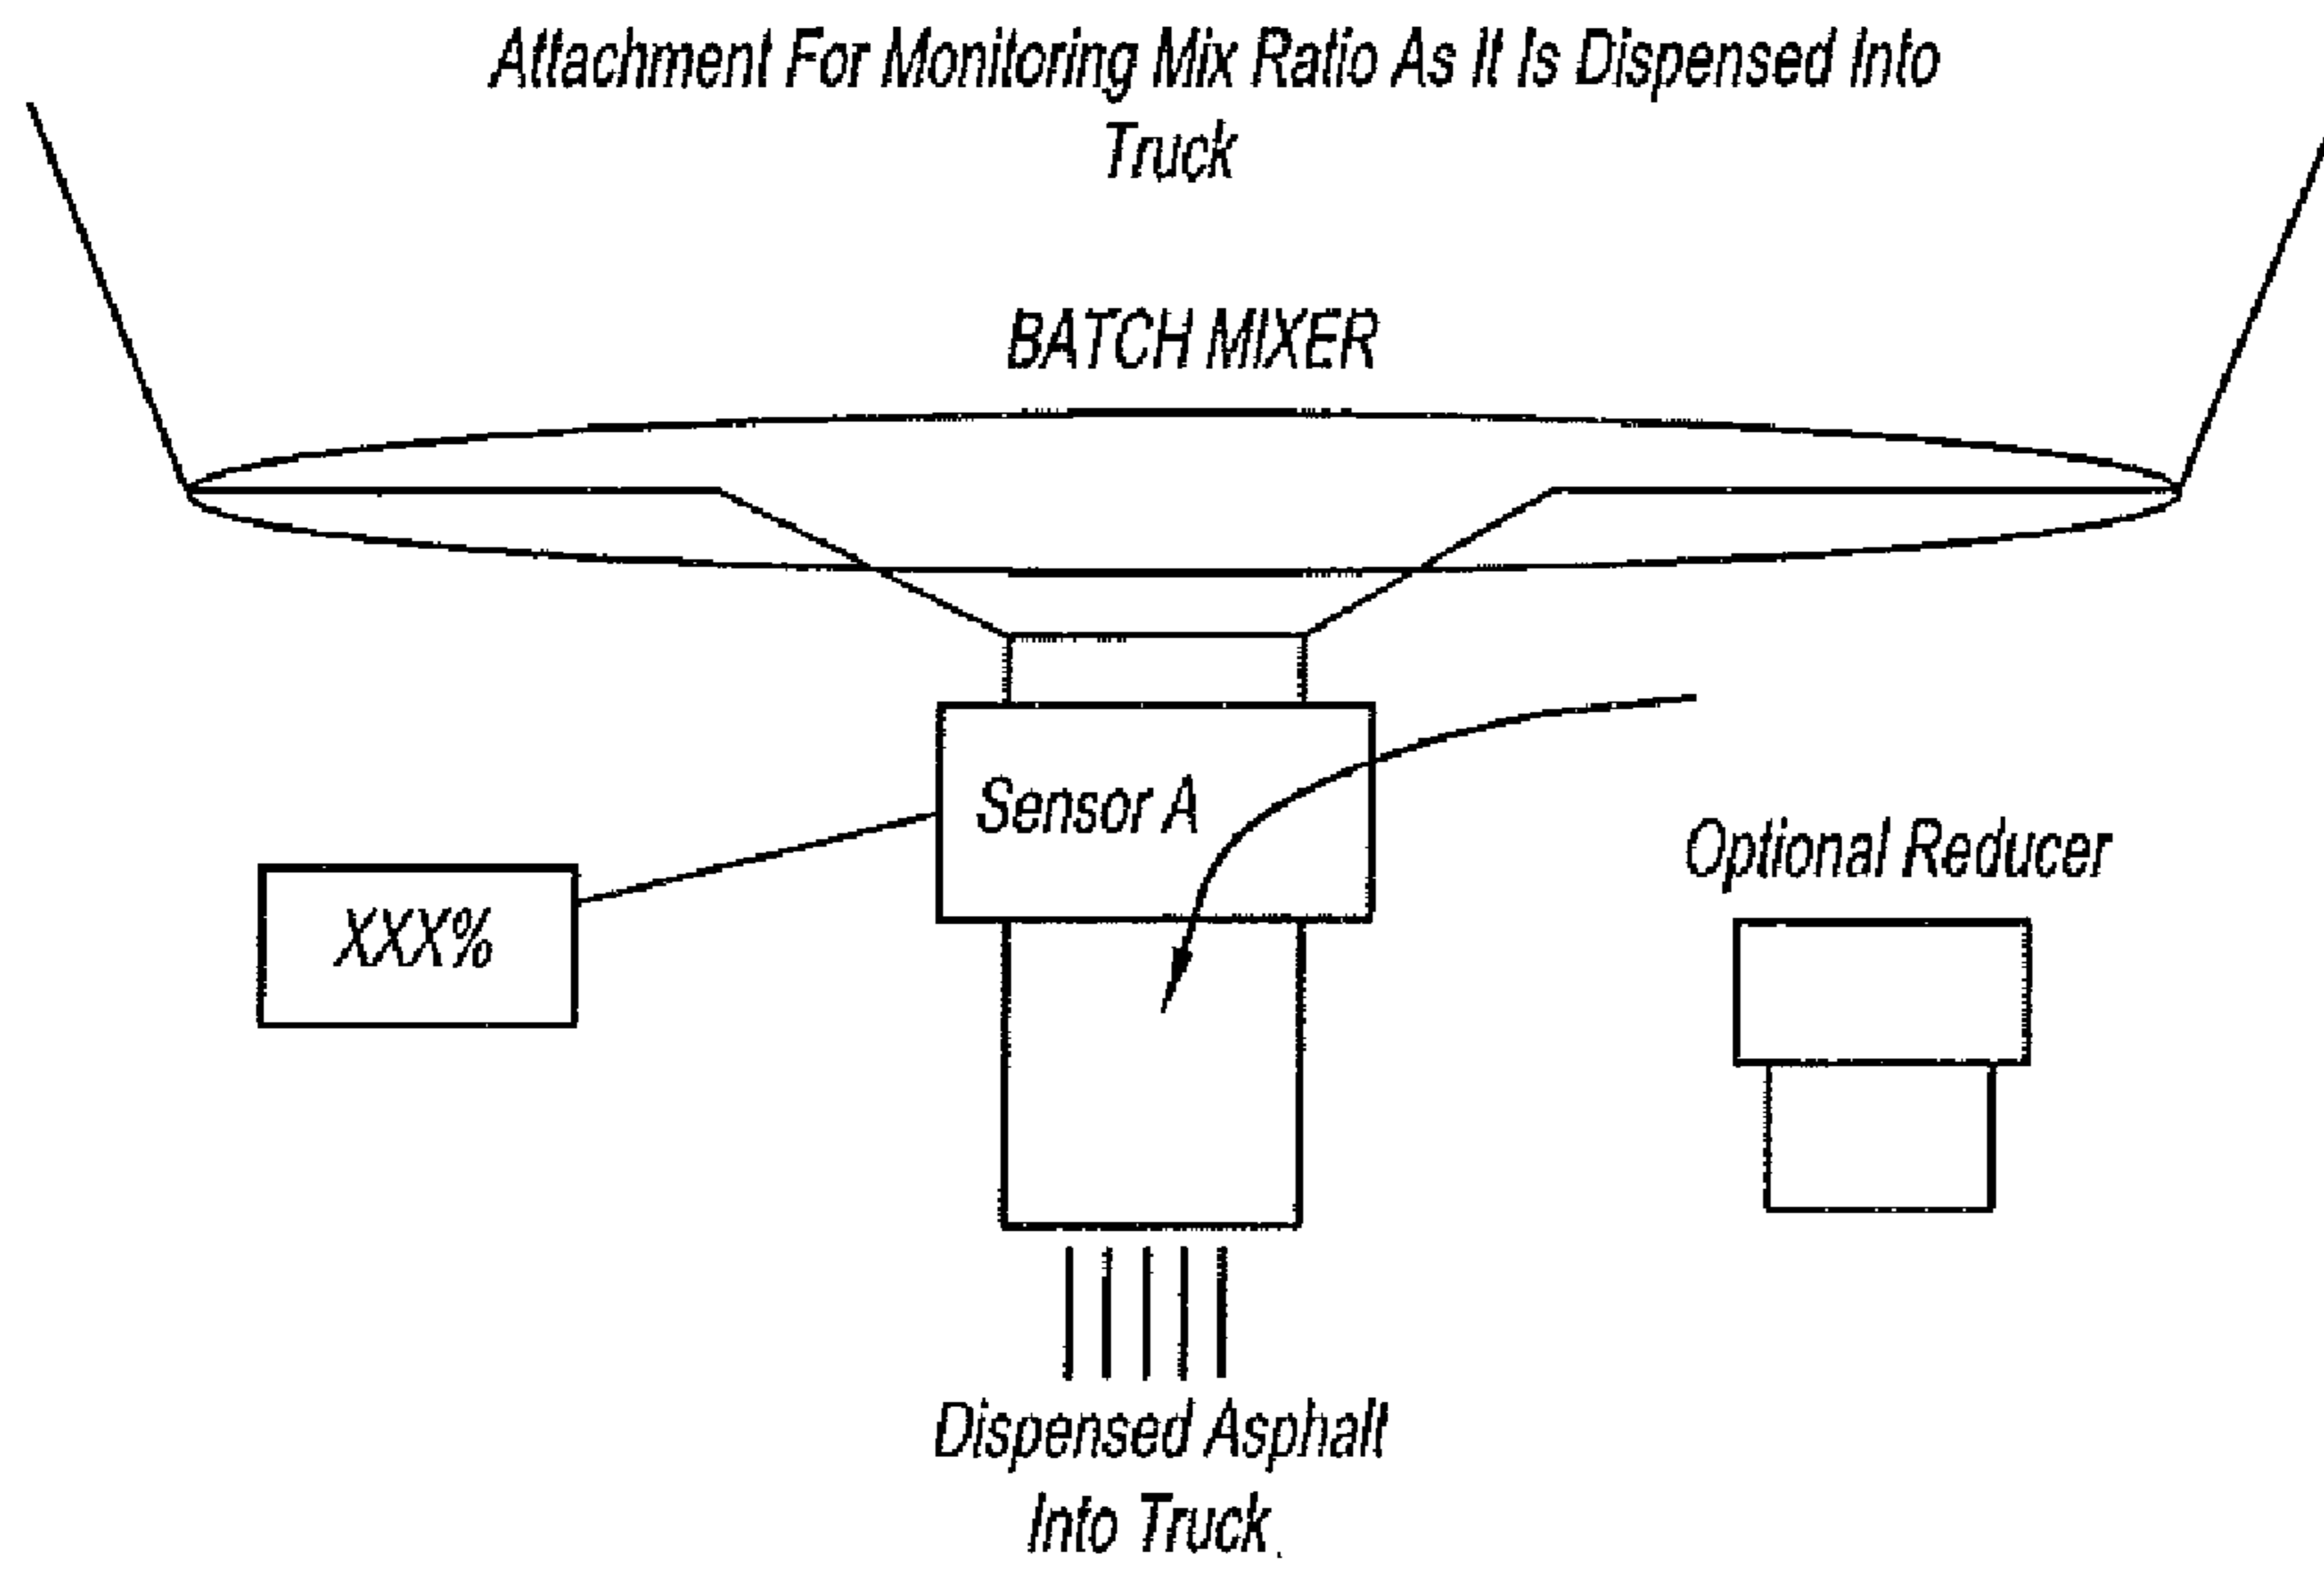 Attachment For Monitoring Mix Ratio As It Is Dispensed Into
Truck
BATCH MIXER
Sensor A
Optional Reducer
XXX%
Dispensed Asphalt
Into Truck